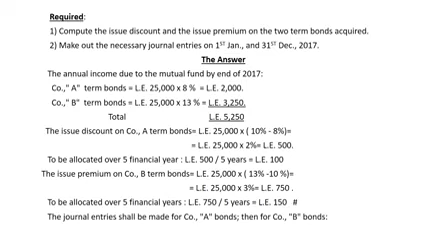 Required:
1) Compute the issue discount and the issue premium on the two term bonds acquired.
2) Make out the necessary journal entries on 1ST Jan., and 31ST Dec., 2017.
The Answer
The annual income due to the mutual fund by end of 2017:
Co.," A" term bonds = L.E. 25,000 x 8 % = L.E. 2,000.
Co.," B" term bonds = L.E. 25,000 x 13 % = L.E. 3,250.
Total L.E. 5,250
The issue discount on Co., A term bonds= L.E. 25,000 x ( 10% - 8%)=
= L.E. 25,000 x 2%= L.E. 500.
To be allocated over 5 financial year : L.E. 500 / 5 years = L.E. 100
The issue premium on Co., B term bonds= L.E. 25,000 x ( 13% -10 %)=
= L.E. 25,000 x 3%= L.E. 750 .
To be allocated over 5 financial years : L.E. 750 / 5 years = L.E. 150 #
The journal entries shall be made for Co., "A" bonds; then for Co., "B" bonds: